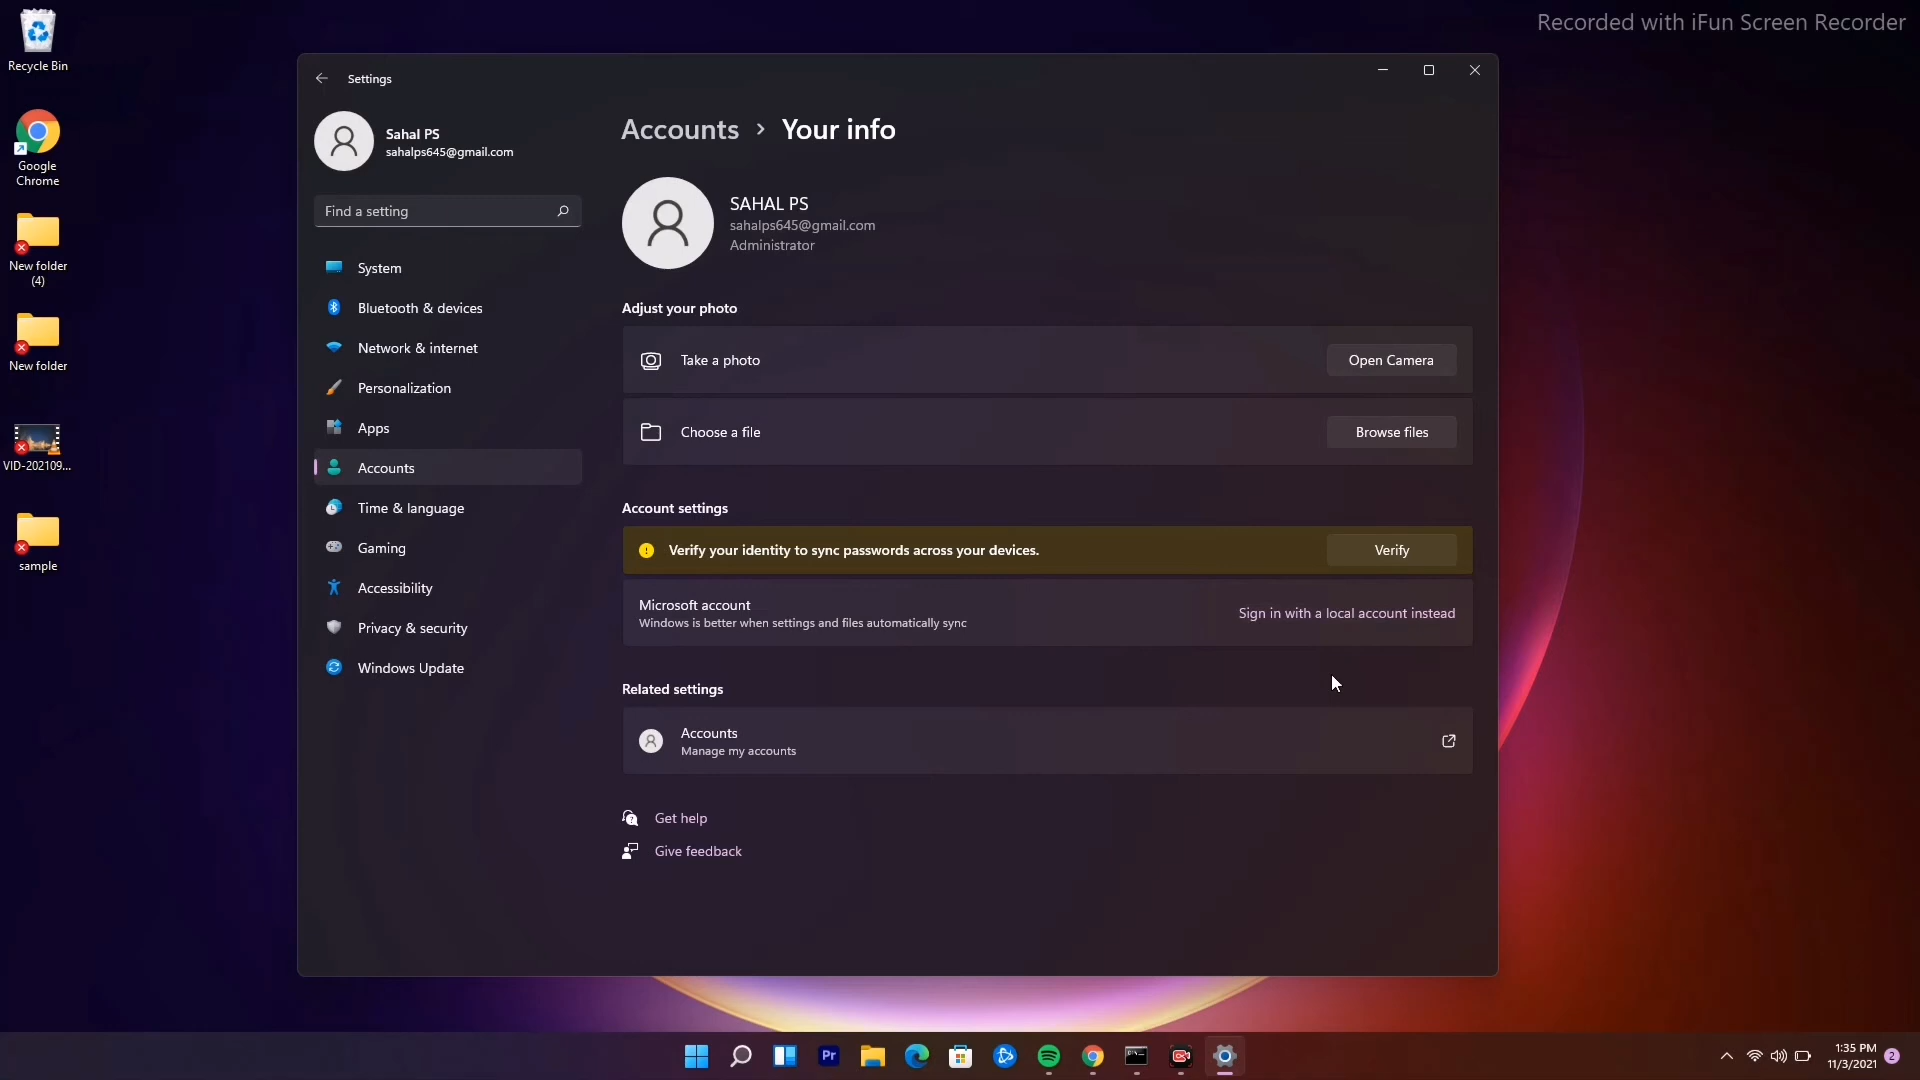 Recorded with iFun Screen Recorder
Recycle Bin
Google
Chrome
New folder
(4)
New folder
VID-202109...
sample
Settings
Sahal PS
sahalps645@gmail.com
Find a setting
System
Bluetooth & devices
Network & internet
Personalization
Apps
Accounts
Time & language
Gaming
Accessibility
Privacy & security
Windows Update
Accounts > Your info
SAHAL PS
sahalps645@gmail.com
Administrator
Adjust your photo
Take a photo
Open Camera
Choose a file
Browse files
Account settings
Verify your identity to sync passwords across your devices.
Verify
Microsoft account
Windows is better when settings and files automatically sync
Sign in with a local account instead
Related settings
Accounts
Manage my accounts
Get help
Give feedback
Pr
1:35 PM
11/3/2021
2